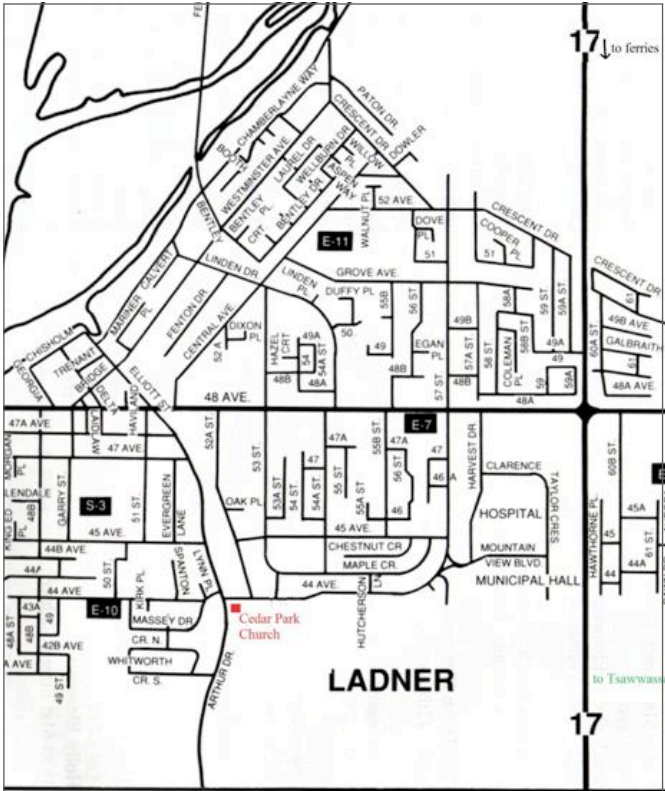 17
to ferries
FE
PATON DR
CHAMBERLAYNE WAY
CRESCENT DR
DOWLER
BOOTH
WESTMINSTER AVE
LAUREL DR
WELLBURN DR
WILLOW
PL
ASPEN WAY
BENTLEY
BENTLEY PL.
CRT
BENTLEY DR
WALNUT PL
52 AVE.
DOVE PL
51
COOPER PL
51
CRESCENT DR
E-11
LINDEN DR
LINDEN PL
GROVE AVE.
DUFFY PL
CRESCENT DR
61
CALVERT
MARINER PL
FENTON DR
CENTRAL AVE
DIXON PL
52 A
HAZEL CRT
49A
54
54A ST
48B
48A
50
55B
49
48B
56 ST
EGAN PL
57 ST
49B
57A ST
48B
58 ST
58A
COLEMAN PL
58B ST
59 ST
59A ST
49A
49
59
59A
48A
60A ST
49B AVE
GALBRAITH
61
48A AVE
CHISHOLM
GEORGIA
TRENANT
BRIDGE
DELTA
ELLIOTT ST
HAVILAND
48 AVE.
47A AVE
LAIDLAW
47 AVE.
MORGAN PL
LENDALE
48B
KING ED PL
GARRY ST
S-3
51 ST
EVERGREEN LANE
45 AVE.
52A ST
53 ST
OAK PL
53A ST
54 ST
47
54A ST
47A
55 ST
55A ST
55B ST
47A
56 ST
46
E-7
47
46
A
HARVEST DR
CLARENCE
HOSPITAL
TAYLOR CRES
MOUNTAIN
VIEW BLVD.
MUNICIPAL HALL
60B ST
HAWTHORNE PL
45
44
45A
44A
61 ST
45 AVE.
CHESTNUT CR
MAPLE CR.
44 AVE.
HUTCHERSON LN
44B AVE
44A
44 AVE
50 ST
KIRK PL
SPANTON
LYNN PL
43A
48A ST
48B
49
42B AVE
A AVE
49 ST
E-10
MASSEY DR
CR. N.
WHITWORTH
CR. S.
ARTHUR DR.
Cedar Park
Church
LADNER
to Tsawwass
17